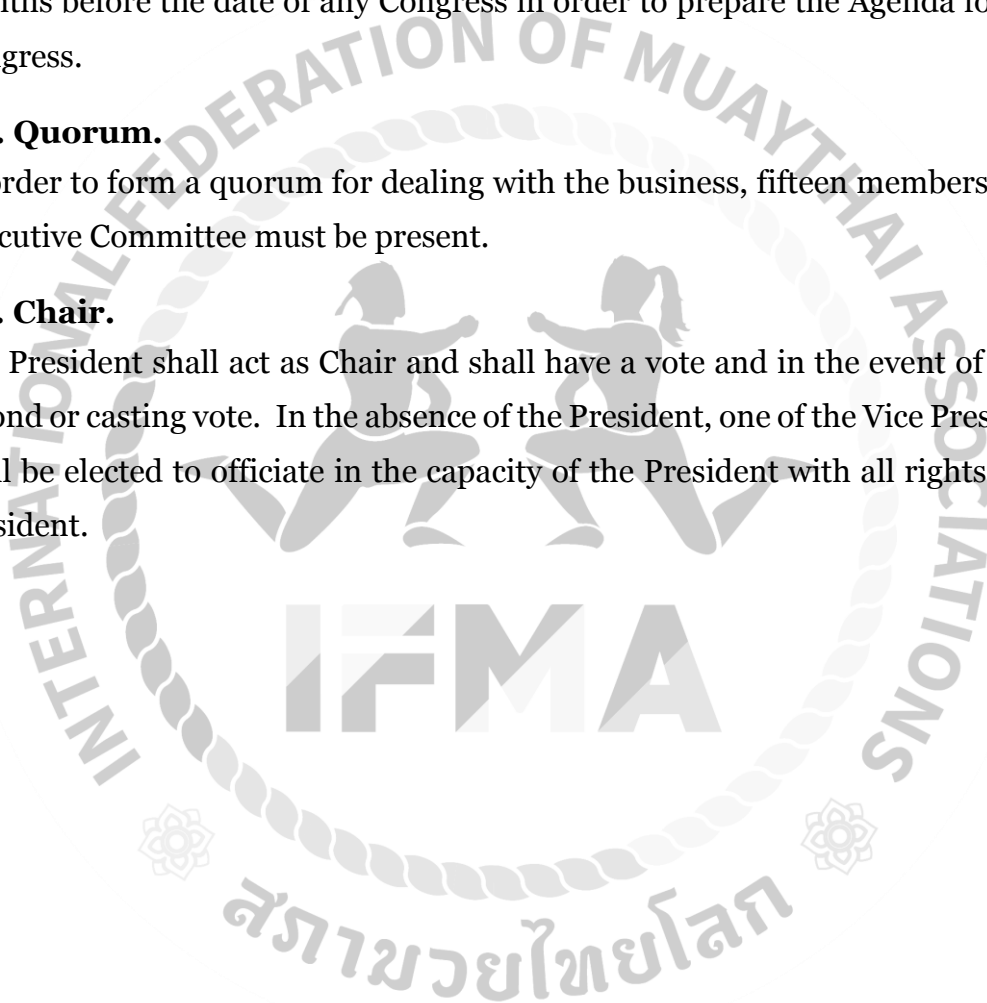 ths before the date of any Congress in order to prepare the Agenda fo
gress.
. Quorum.
order to form a quorum for dealing with the business, fifteen members
cutive Committee must be present.
. Chair.
President shall act as Chair and shall have a vote and in the event of
ond or casting vote. In the absence of the President, one of the Vice Pres
l be elected to officiate in the capacity of the President with all rights
sident.
INTERNATIONAL FEDERATION OF MUAYTHAI ASSOCIATIONS
IFMA
สภามวยไทยโลก